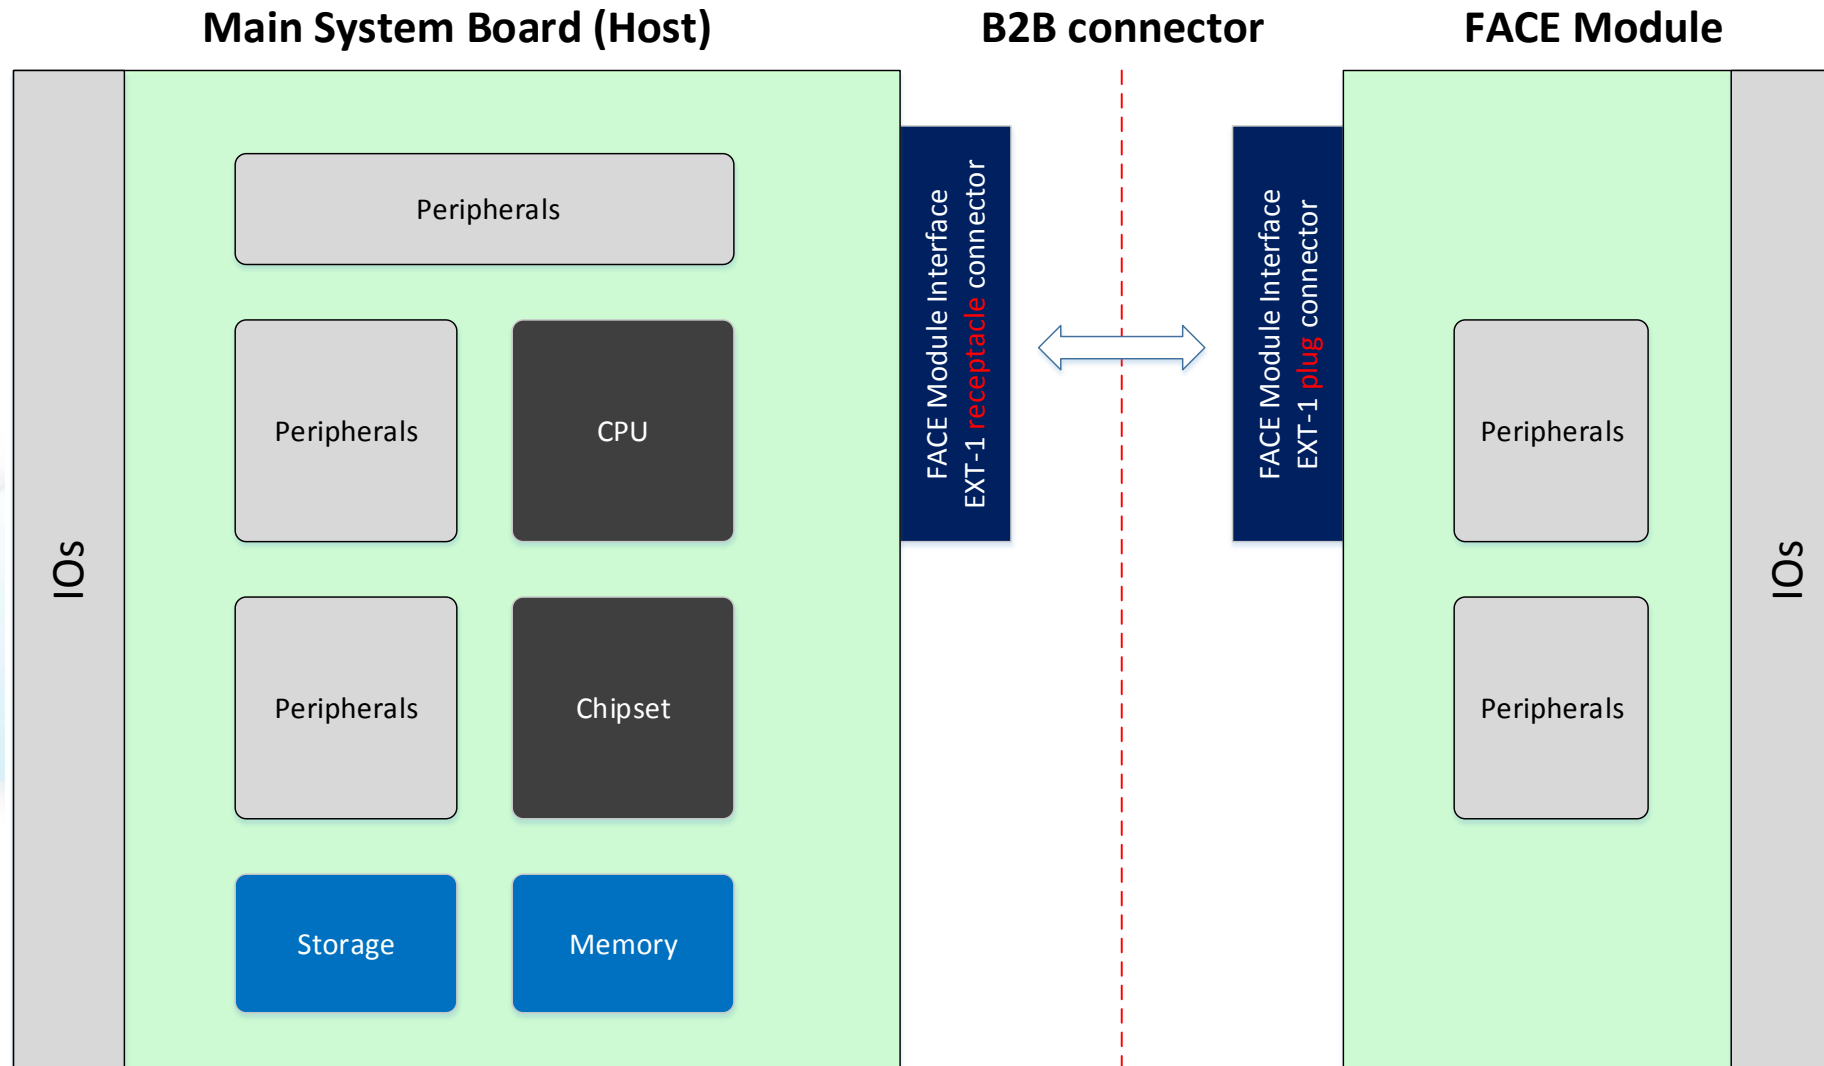 Main System Board (Host)
B2B connector
FACE Module
IOs
Peripherals
Peripherals
CPU
Peripherals
Chipset
Storage
Memory
FACE Module Interface
EXT-1 receptacle connector
FACE Module Interface
EXT-1 plug connector
Peripherals
Peripherals
IOs